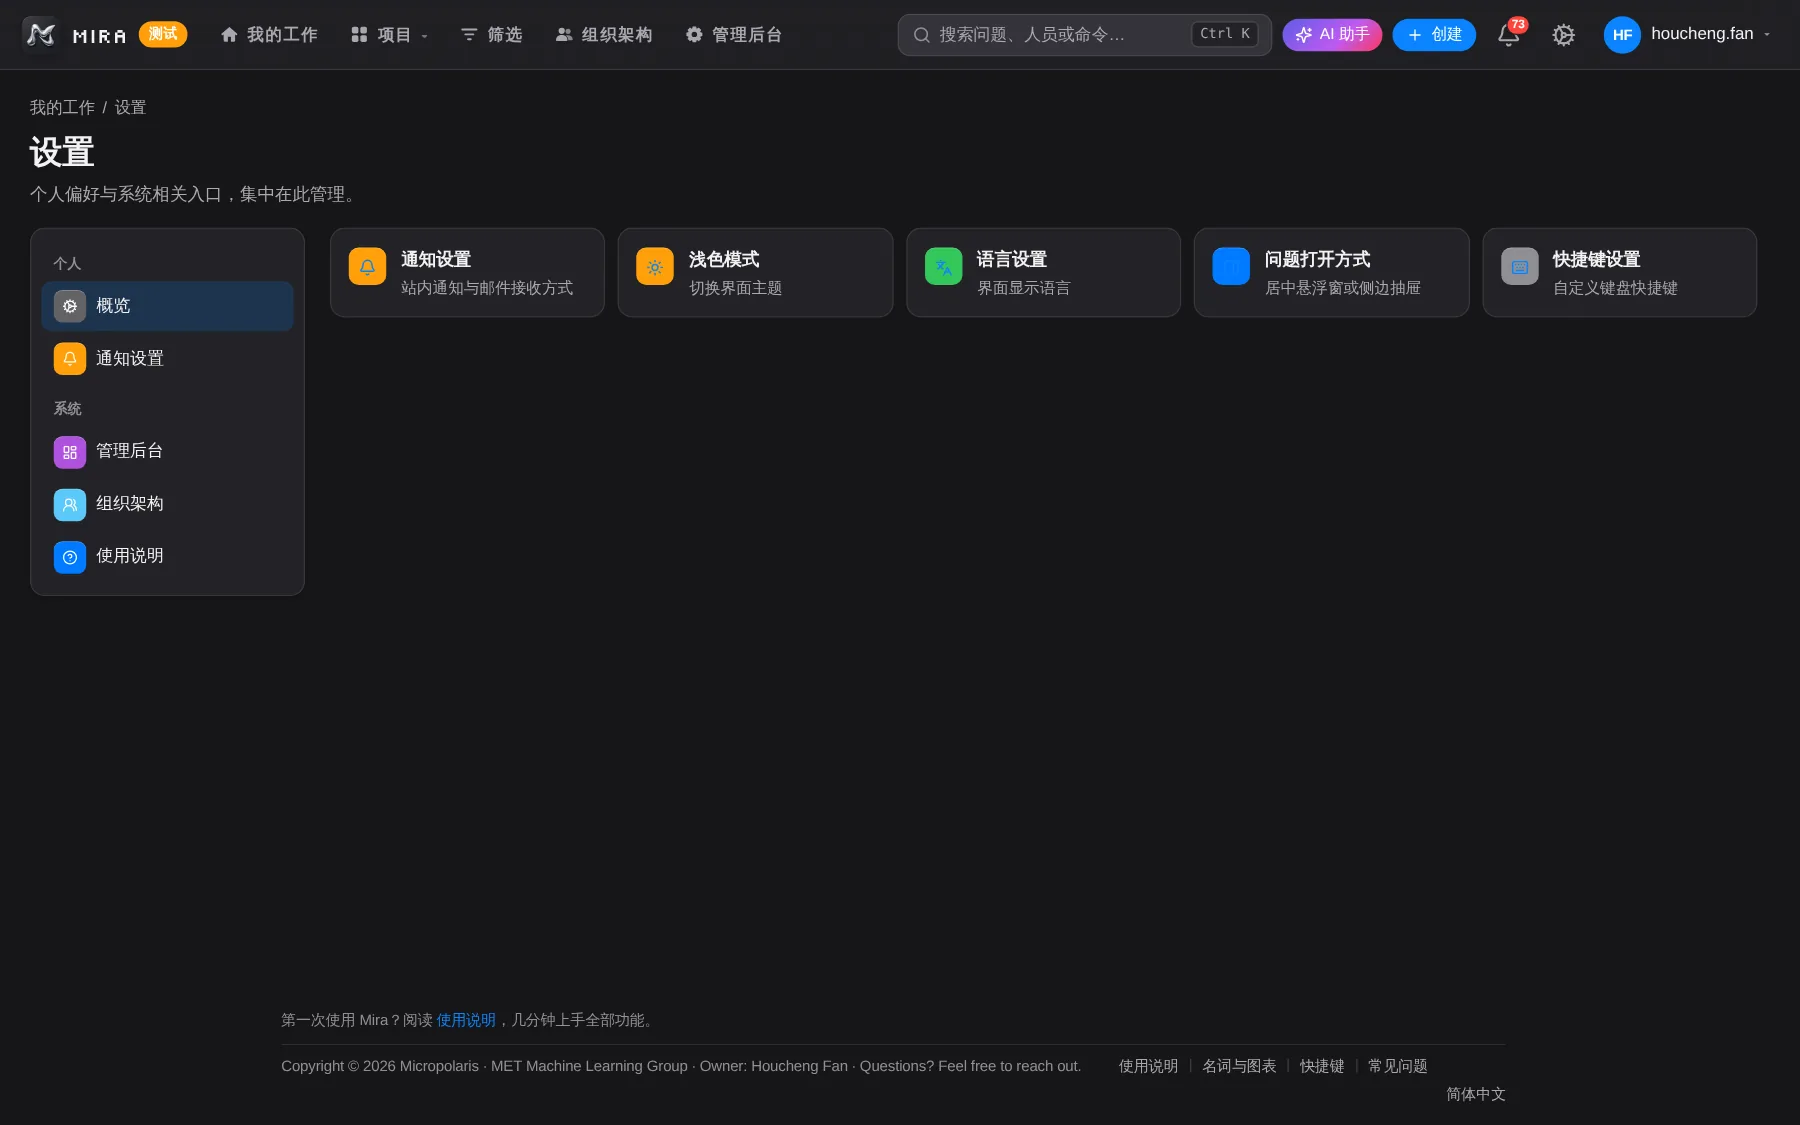 MIRA 测试 我的工作 项目 筛选 组织架构 管理后台 搜索问题、人员或命令… Ctrl K AI 助手 创建 73 HF houcheng.fan
我的工作 / 设置
设置
个人偏好与系统相关入口，集中在此管理。
个人
概览
通知设置
系统
管理后台
组织架构
使用说明
通知设置
站内通知与邮件接收方式
浅色模式
切换界面主题
语言设置
界面显示语言
问题打开方式
居中悬浮窗或侧边抽屉
快捷键设置
自定义键盘快捷键
第一次使用 Mira？阅读 使用说明，几分钟上手全部功能。
Copyright © 2026 Micropolaris · MET Machine Learning Group · Owner: Houcheng Fan · Questions? Feel free to reach out. 使用说明 | 名词与图表 | 快捷键 | 常见问题
简体中文